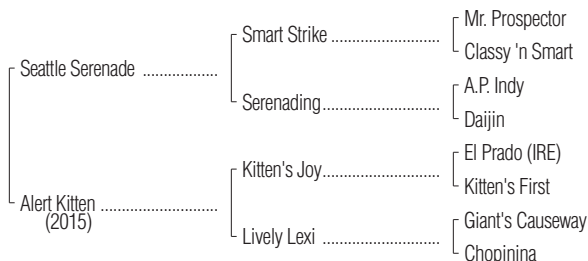 Mr. Prospector
Smart Strike
Classy 'n Smart
Seattle Serenade
A.P. Indy
Serenading
Daijin
El Prado (IRE)
Kitten's Joy
Kitten's First
Alert Kitten
(2015)
Giant's Causeway
Lively Lexi
Chopinina